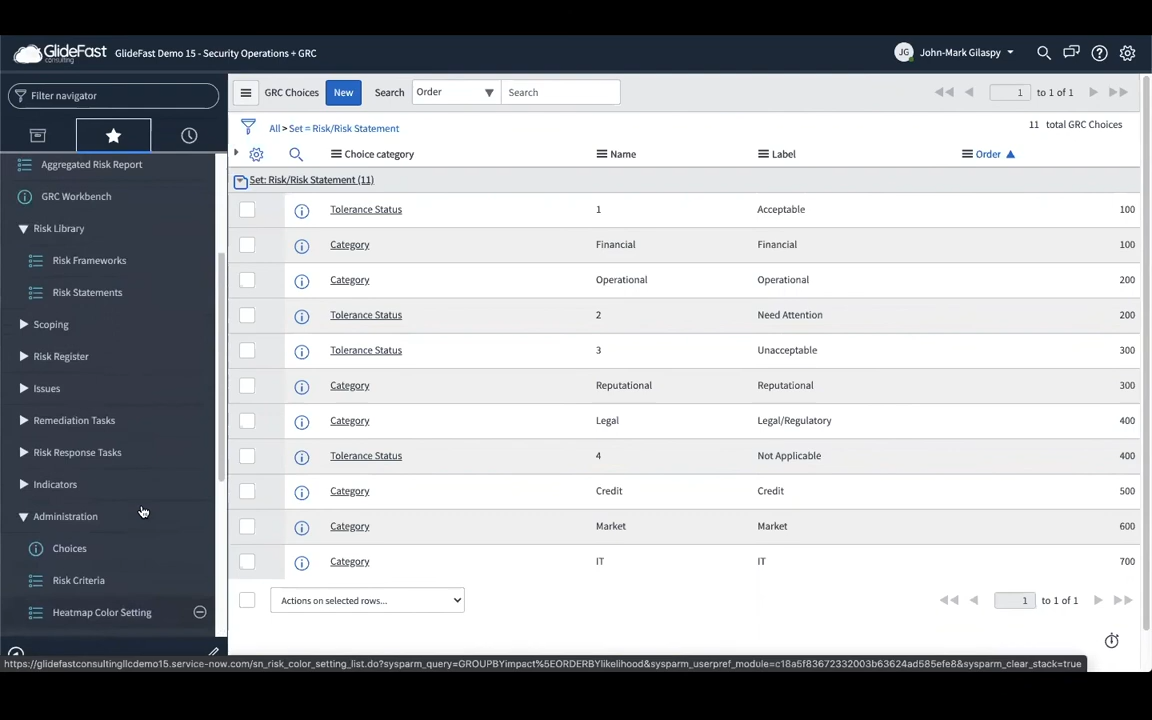 GlideFast
consulting
GlideFast Demo 15 - Security Operations + GRC
JG
John-Mark Gilaspy
Filter navigator
GRC Choices
New
Search
Order
Search
1
to 1 of 1
All > Set = Risk/Risk Statement
11 total GRC Choices
Choice category
Name
Label
Order
Set: Risk/Risk Statement (11)
Tolerance Status 1 Acceptable 100
Category Financial Financial 100
Category Operational Operational 200
Tolerance Status 2 Need Attention 200
Tolerance Status 3 Unacceptable 300
Category Reputational Reputational 300
Category Legal Legal/Regulatory 400
Tolerance Status 4 Not Applicable 400
Category Credit Credit 500
Category Market Market 600
Category IT IT 700
Actions on selected rows...
1
to 1 of 1
Aggregated Risk Report
GRC Workbench
Risk Library
Risk Frameworks
Risk Statements
Scoping
Risk Register
Issues
Remediation Tasks
Risk Response Tasks
Indicators
Administration
Choices
Risk Criteria
Heatmap Color Setting
https://glidefastconsultingllcdemo15.service-now.com/sn_risk_color_setting_list.do?sysparm_query=GROUPBYimpact%5EORDERBYlikelihood&sysparm_userpref_module=c18a5f83672332003b63624ad585efe8&sysparm_clear_stack=true